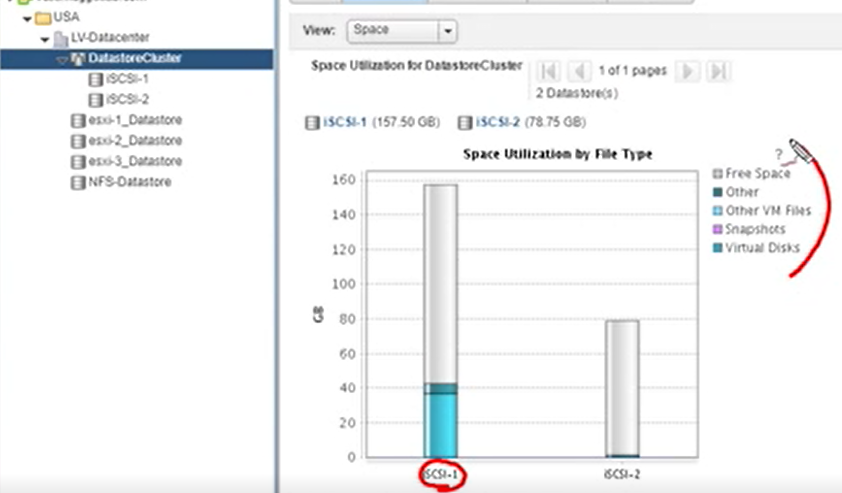 USA
LV-Datacenter
DatastoreCluster
iSCSI-1
iSCSI-2
esxi-1_Datastore
esxi-2_Datastore
esxi-3_Datastore
NFS-Datastore
View: Space
Space Utilization for DatastoreCluster
1 of 1 pages
2 Datastore(s)
iSCSI-1 (157.50 GB) iSCSI-2 (78.75 GB)
Space Utilization by File Type
?
Free Space
Other
Other VM Files
Snapshots
Virtual Disks
160
140
120
100
80
60
40
20
0
GB
iSCSI-1 iSCSI-2